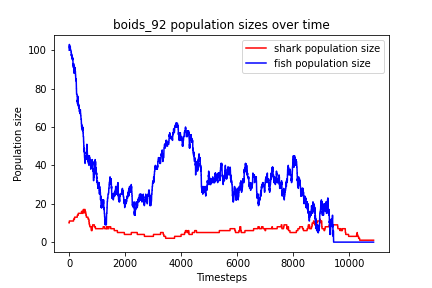 boids_92 population sizes over time
shark population size
fish population size
Population size
100
80
60
40
20
0
0 2000 4000 6000 8000 10000
Timesteps